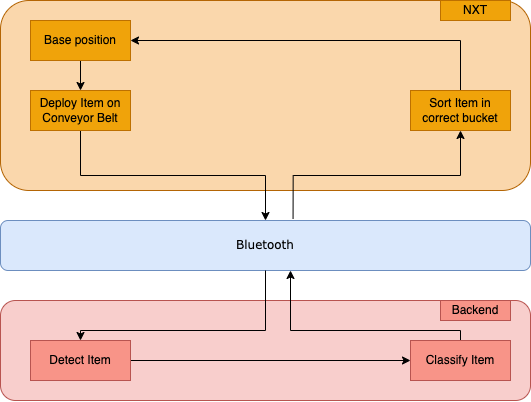 NXT
Base position
Deploy Item on
Conveyor Belt
Sort Item in
correct bucket
Bluetooth
Backend
Detect Item
Classify Item